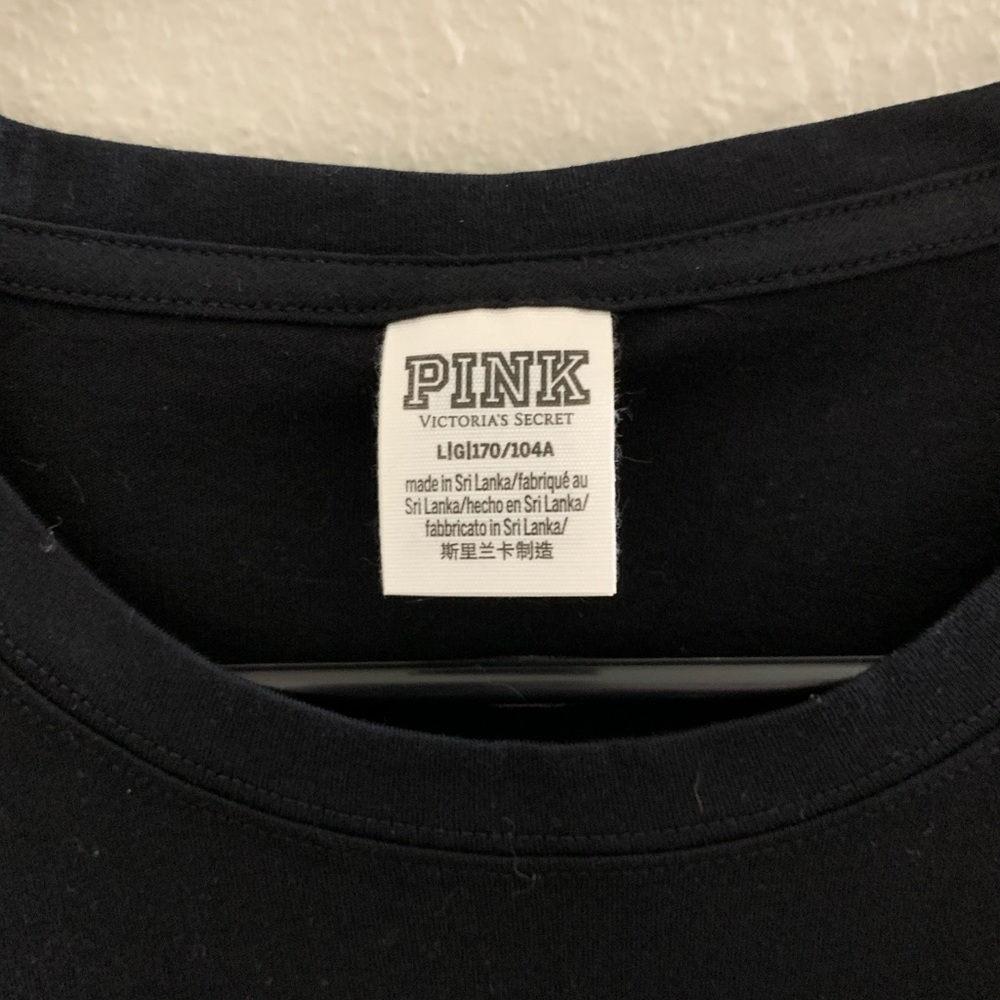 PINK
VICTORIA'S SECRET
L|G|170/104A
made in Sri Lanka/fabriqué au
Sri Lanka/hecho en Sri Lanka/
fabbricato in Sri Lanka/
斯里兰卡制造